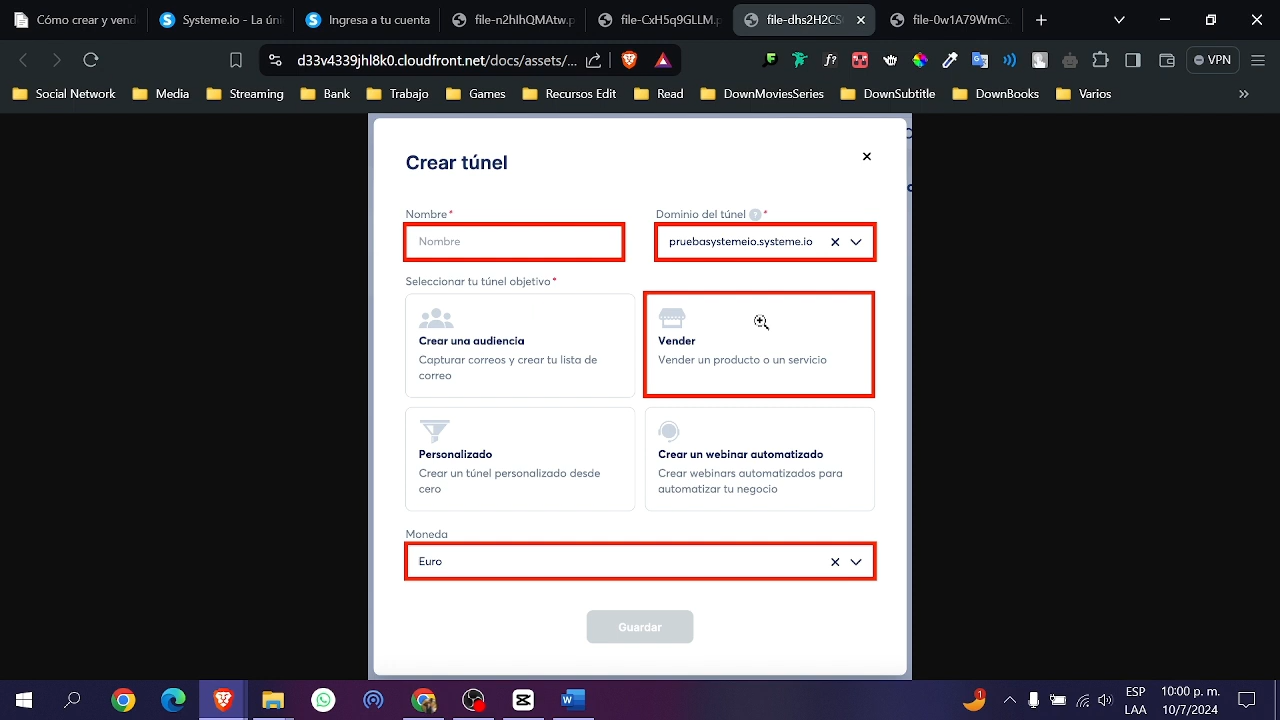 Cómo crear y vend
Systeme.io - La úni
Ingresa a tu cuenta
file-n2hIhQMAtw.p
file-CxH5q9GLLM.p
file-dhs2H2CS
file-0w1A79WmCx.
d33v4339jhl8k0.cloudfront.net/docs/assets/...
VPN
Social Network
Media
Streaming
Bank
Trabajo
Games
Recursos Edit
Read
DownMoviesSeries
DownSubtitle
DownBooks
Varios
Crear túnel
Nombre*
Dominio del túnel ? *
Nombre
pruebasystemeio.systeme.io
Seleccionar tu túnel objetivo*
Crear una audiencia
Capturar correos y crear tu lista de
correo
Vender
Vender un producto o un servicio
Personalizado
Crear un túnel personalizado desde
cero
Crear un webinar automatizado
Crear webinars automatizados para
automatizar tu negocio
Moneda
Euro
Guardar
ESP
LAA
10:00 p. m.
10/7/2024